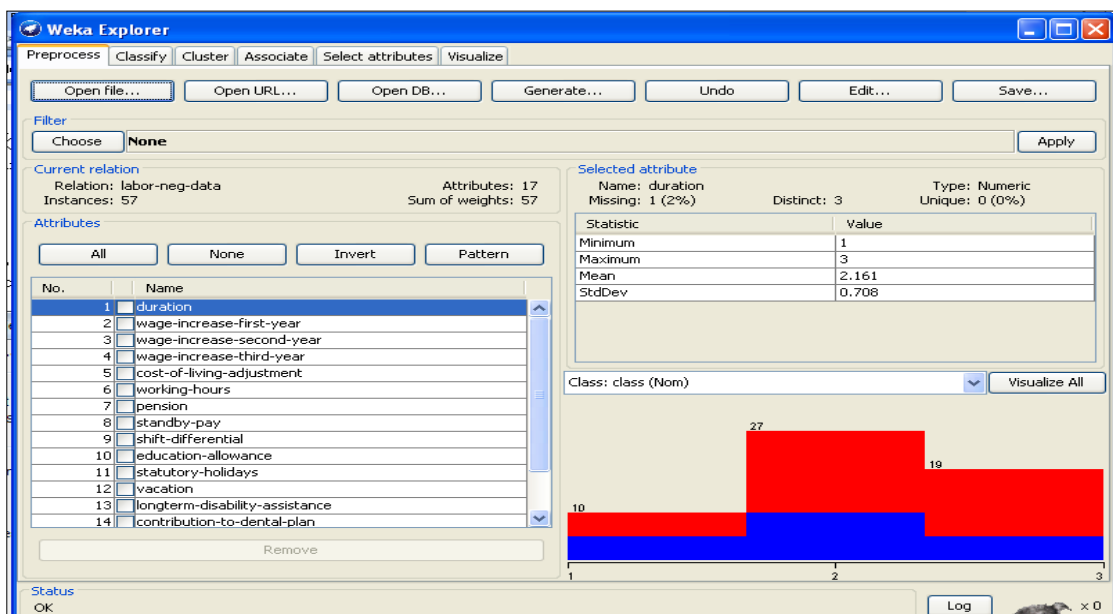 Weka Explorer
Preprocess Classify Cluster Associate Select attributes Visualize
Open file... Open URL... Open DB... Generate... Undo Edit... Save...
Filter
Choose None Apply
Current relation
Relation: labor-neg-data Attributes: 17
Instances: 57 Sum of weights: 57
Selected attribute
Name: duration Type: Numeric
Missing: 1 (2%) Distinct: 3 Unique: 0 (0%)
Statistic Value
Minimum 1
Maximum 3
Mean 2.161
StdDev 0.708
Attributes
All None Invert Pattern
No. Name
1 duration
2 wage-increase-first-year
3 wage-increase-second-year
4 wage-increase-third-year
5 cost-of-living-adjustment
6 working-hours
7 pension
8 standby-pay
9 shift-differential
10 education-allowance
11 statutory-holidays
12 vacation
13 longterm-disability-assistance
14 contribution-to-dental-plan
Remove
Class: class (Nom) Visualize All
27
19
10
1 2 3
Status
OK Log x 0